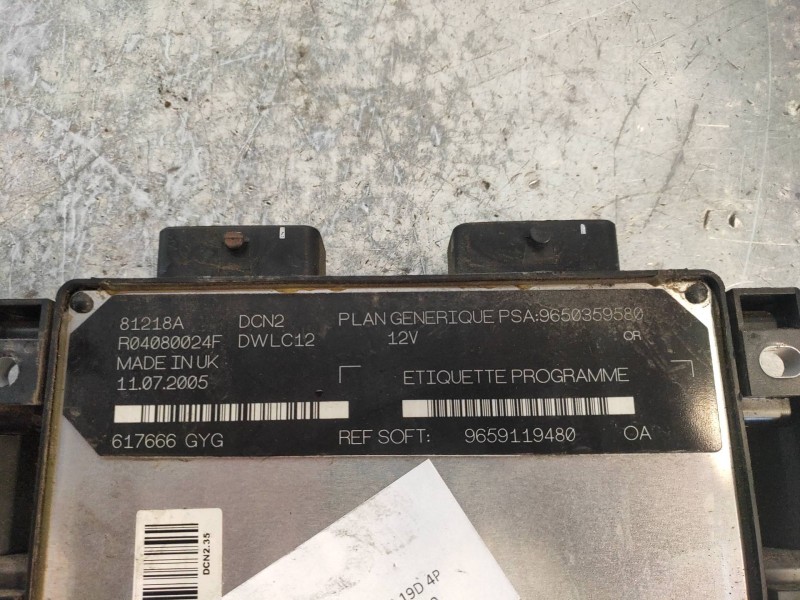 81218A DCN2 PLAN GENERIQUE PSA:9650359580
R04080024F DWLC12 12V OR
MADE IN UK
11.07.2005 ETIQUETTE PROGRAMME
617666 GYG REF SOFT: 9659119480 OA
DCN2.35
19D 4P